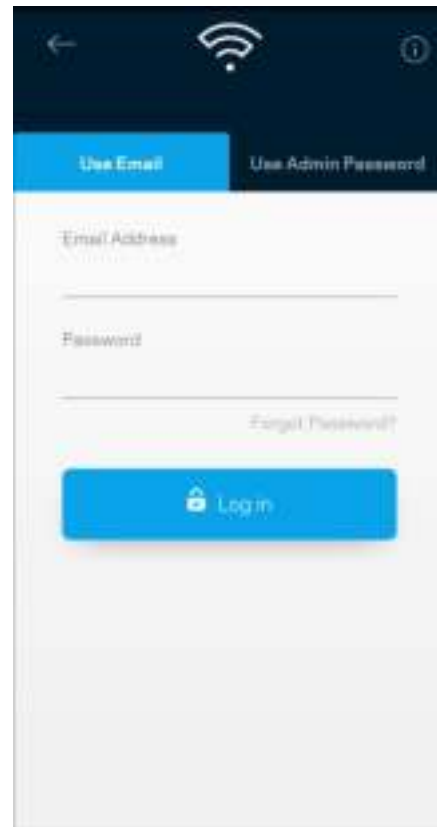 Use Email
Use Admin Password
Email Address
Password
Forgot Password?
Log in